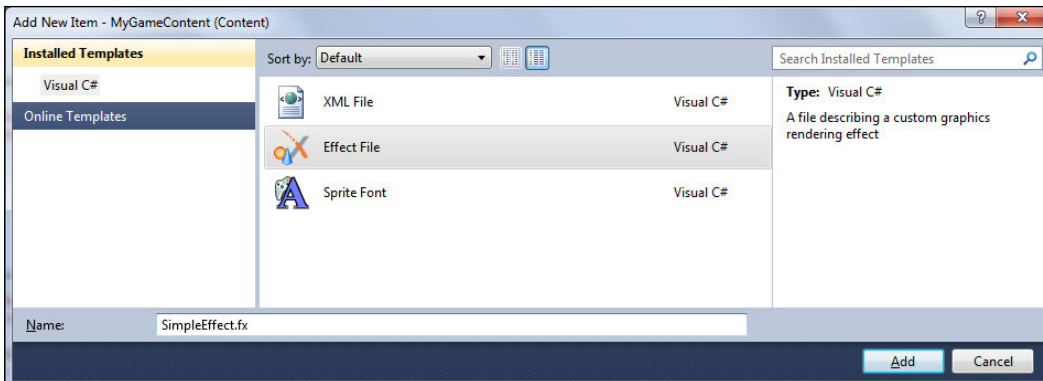 Add New Item - MyGameContent (Content)
Installed Templates
Visual C#
Online Templates
Sort by: Default
Search Installed Templates
XML File Visual C#
Effect File Visual C#
Sprite Font Visual C#
Type: Visual C#
A file describing a custom graphics
rendering effect
Name: SimpleEffect.fx
Add Cancel